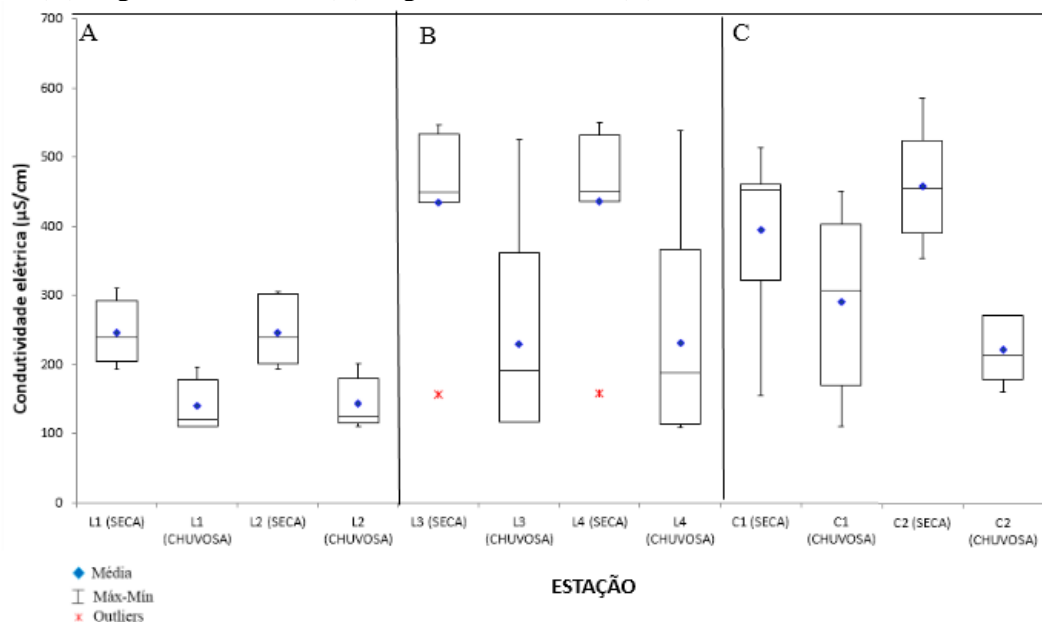 700
600
500
400
300
200
100
0
Condutividade elétrica (µS/cm)
A
B
C
L1 (SECA)
L1
(CHUVOSA)
L2 (SECA)
L2
(CHUVOSA)
L3 (SECA)
L3
(CHUVOSA)
L4 (SECA)
L4
(CHUVOSA)
C1 (SECA)
C1
(CHUVOSA)
C2 (SECA)
C2
(CHUVOSA)
ESTAÇÃO
Média
Máx-Mín
Outliers